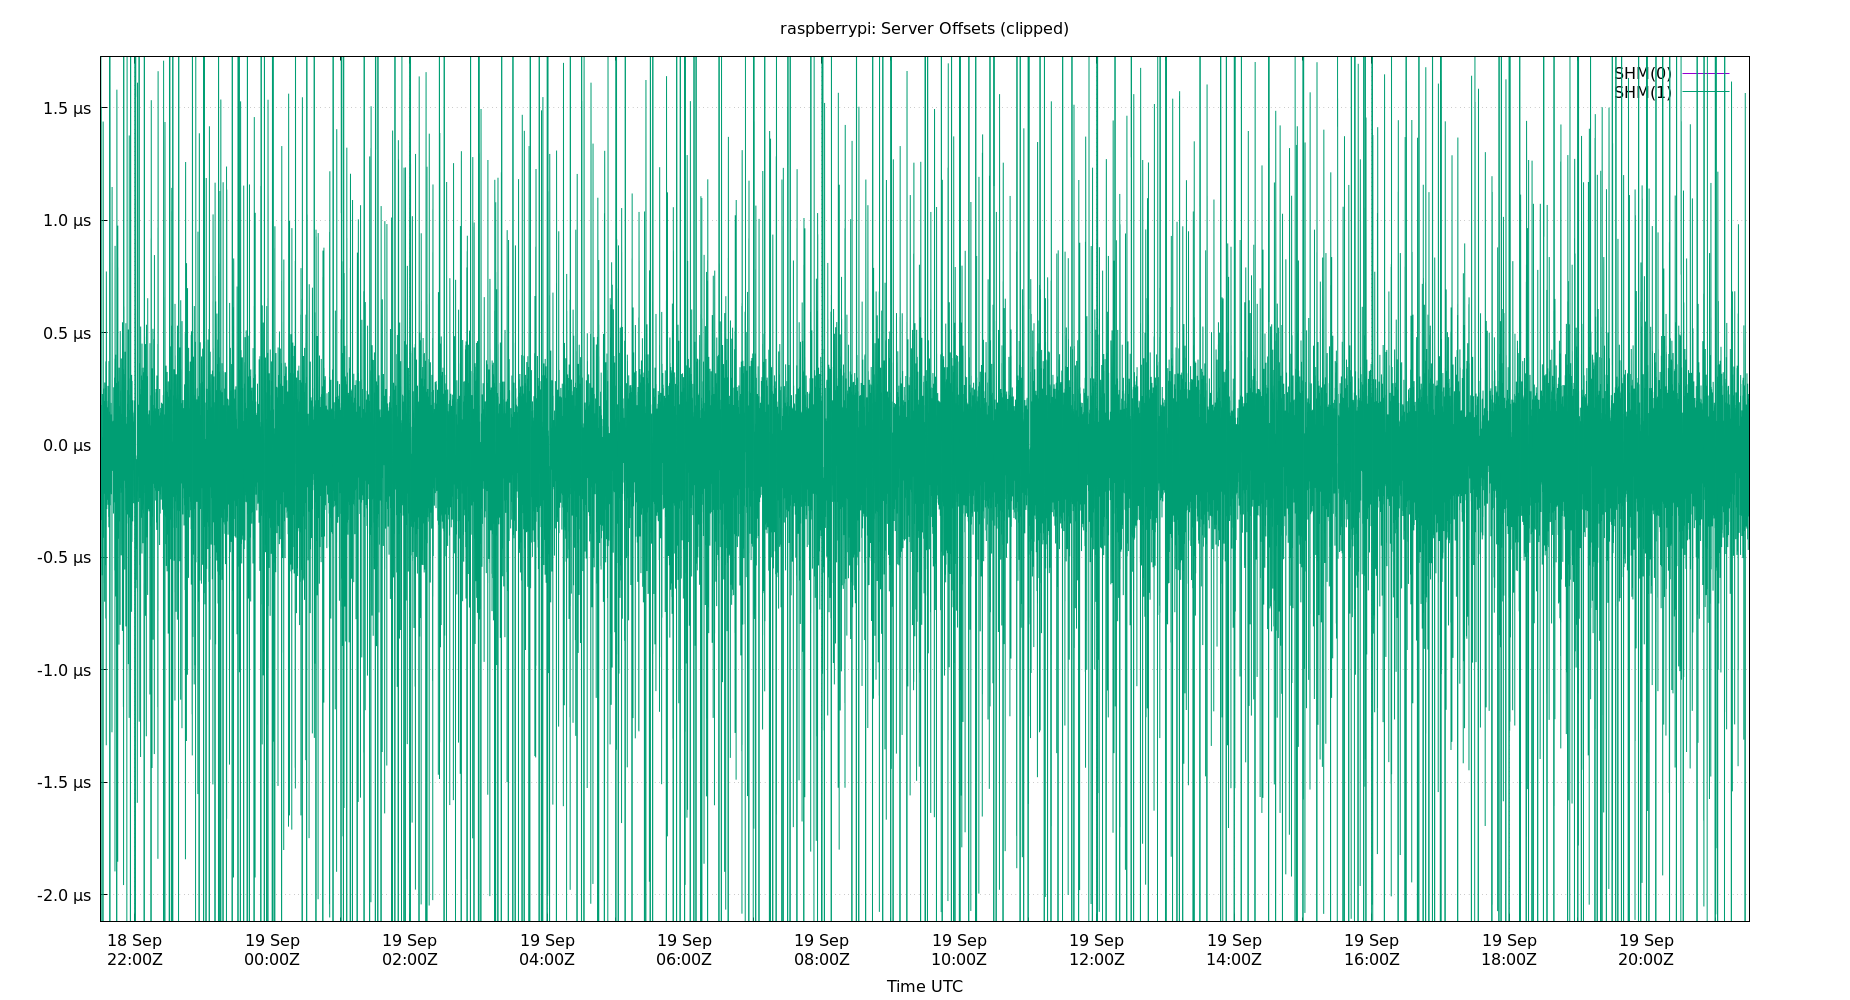 raspberrypi: Server Offsets (clipped)
SHM(0)
SHM(1)
1.5 µs
1.0 µs
0.5 µs
0.0 µs
-0.5 µs
-1.0 µs
-1.5 µs
-2.0 µs
18 Sep 19 Sep 19 Sep 19 Sep 19 Sep 19 Sep 19 Sep 19 Sep 19 Sep 19 Sep 19 Sep 19 Sep
22:00Z 00:00Z 02:00Z 04:00Z 06:00Z 08:00Z 10:00Z 12:00Z 14:00Z 16:00Z 18:00Z 20:00Z
Time UTC